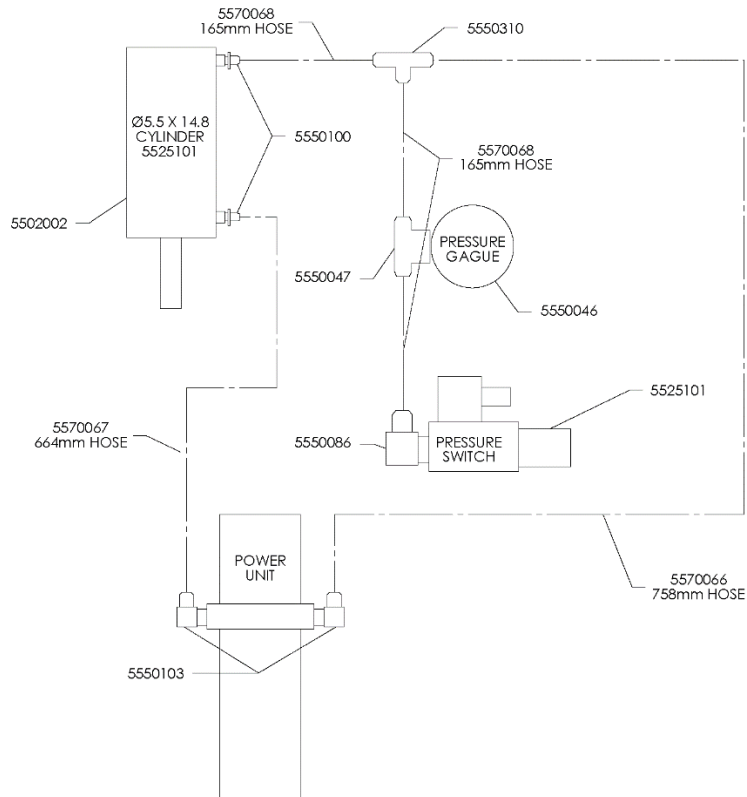 5570068
165mm HOSE
5550310
Ø5.5 X 14.8
CYLINDER
5525101
5550100
5570068
165mm HOSE
5502002
PRESSURE
GAGUE
5550047
5550046
5525101
5570067
664mm HOSE
5550086
PRESSURE
SWITCH
POWER
UNIT
5570066
758mm HOSE
5550103